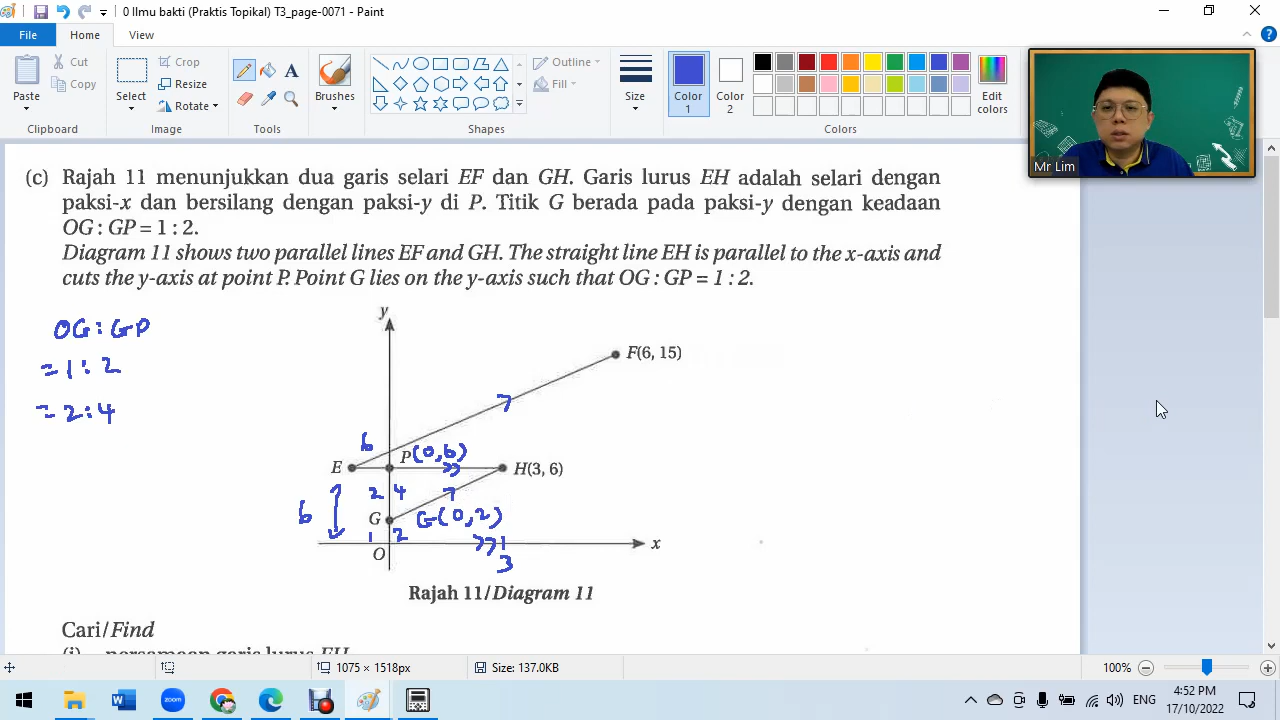 0 Ilmu bakti (Praktis Topikal) T3_page-0071 - Paint
File
Home
View
Paste
Cut
Copy
Clipboard
Select
Crop
Resize
Rotate
Image
A
Tools
Brushes
Shapes
Outline
Fill
Size
Color 1
Color 2
Edit colors
Colors
Mr Lim
(c) Rajah 11 menunjukkan dua garis selari EF dan GH. Garis lurus EH adalah selari dengan
paksi-x dan bersilang dengan paksi-y di P. Titik G berada pada paksi-y dengan keadaan
OG : GP = 1 : 2.
Diagram 11 shows two parallel lines EF and GH. The straight line EH is parallel to the x-axis and
cuts the y-axis at point P. Point G lies on the y-axis such that OG : GP = 1 : 2.
OG : GP
= 1 : 2
= 2 : 4
y
F(6, 15)
6
E
P (0, 6)
H(3, 6)
6
2 4
G
G(0, 2)
1 2
O
x
3
Rajah 11/Diagram 11
Cari/Find
(i) persamaan garis lurus EH
1075 × 1518px
Size: 137.0KB
100%
W
zoom
ENG
4:52 PM
17/10/2022